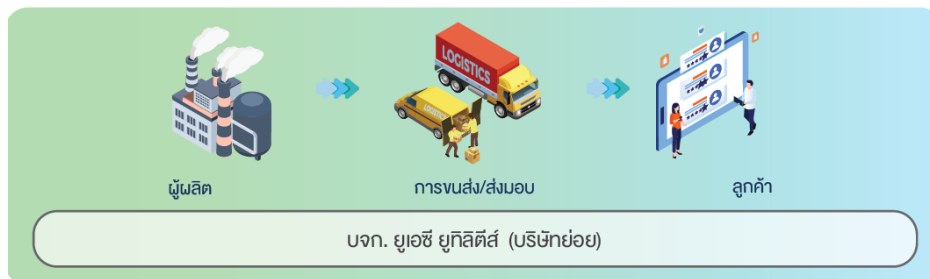 LOGISTICS
LOGISTICS
ผู้ผลิต
การขนส่ง/ส่งมอบ
ลูกค้า
บจก. ยูเอซี ยูทิลิตีส์ (บริษัทย่อย)